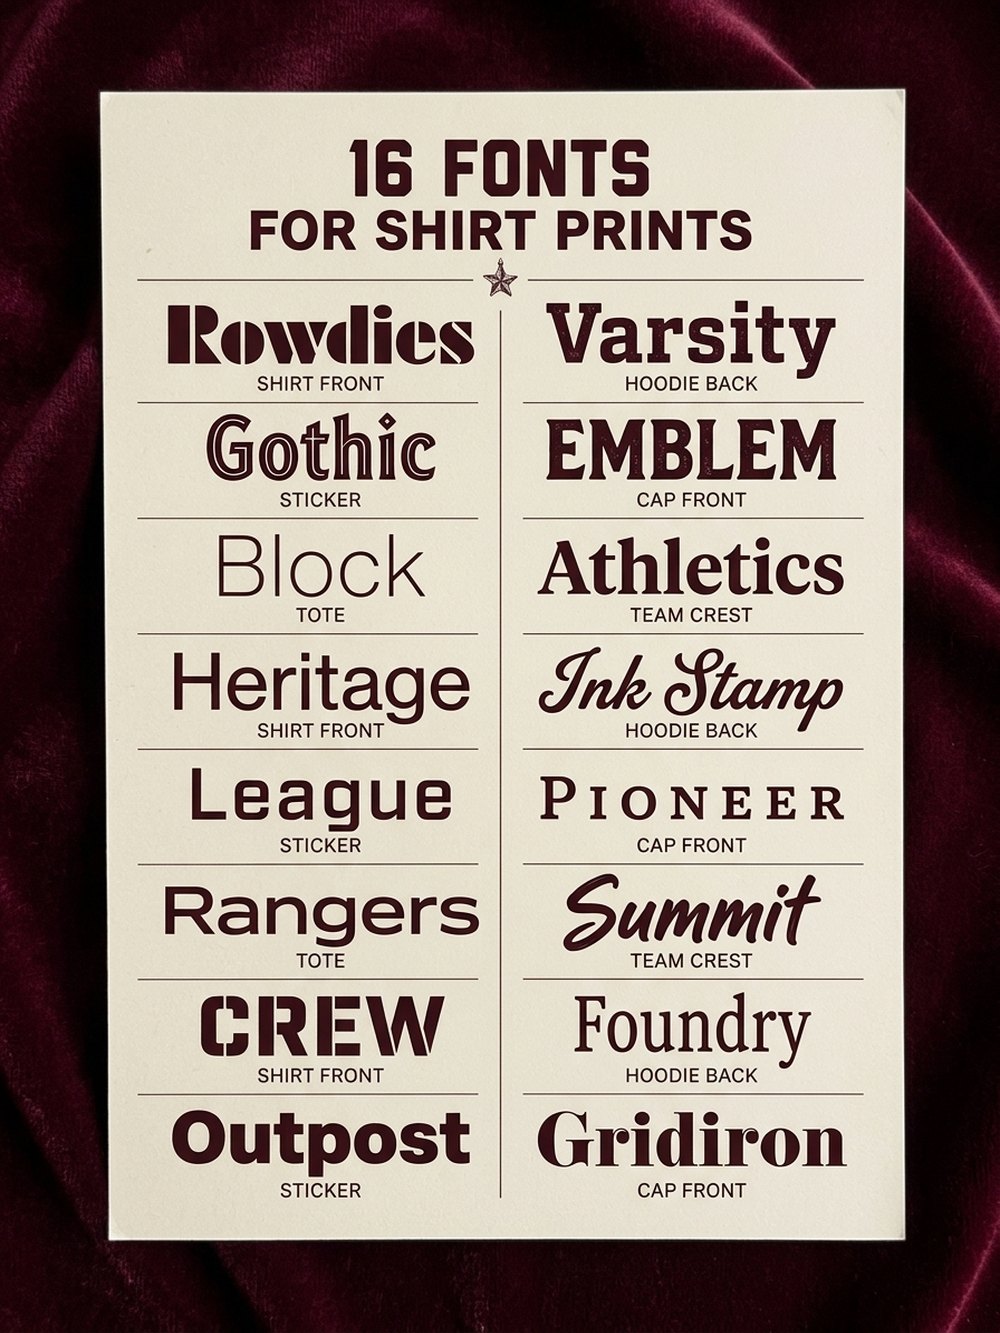 16 FONTS
FOR SHIRT PRINTS
Rowdies
SHIRT FRONT
Gothic
STICKER
Block
TOTE
Heritage
SHIRT FRONT
League
STICKER
Rangers
TOTE
CREW
SHIRT FRONT
Outpost
STICKER
Varsity
HOODIE BACK
EMBLEM
CAP FRONT
Athletics
TEAM CREST
Ink Stamp
HOODIE BACK
PIONEER
CAP FRONT
Summit
TEAM CREST
Foundry
HOODIE BACK
Gridiron
CAP FRONT